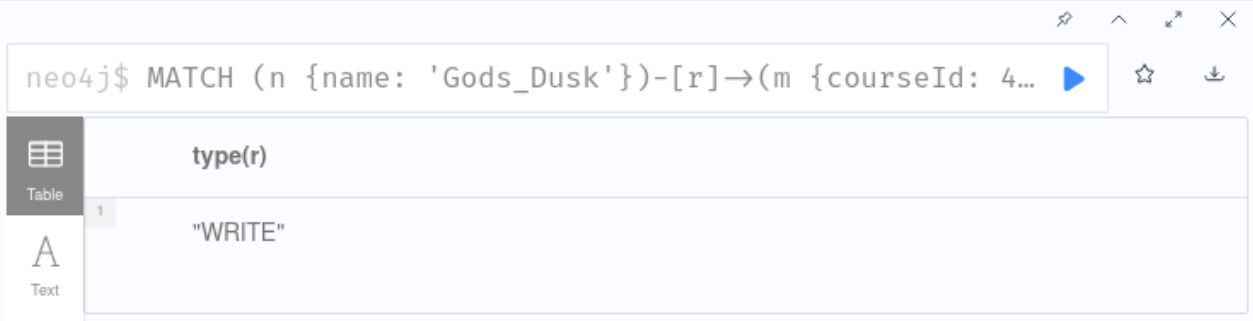 neo4j$ MATCH (n {name: 'Gods_Dusk'})-[r]→(m {courseId: 4…
Table
type(r)
1
"WRITE"
A
Text